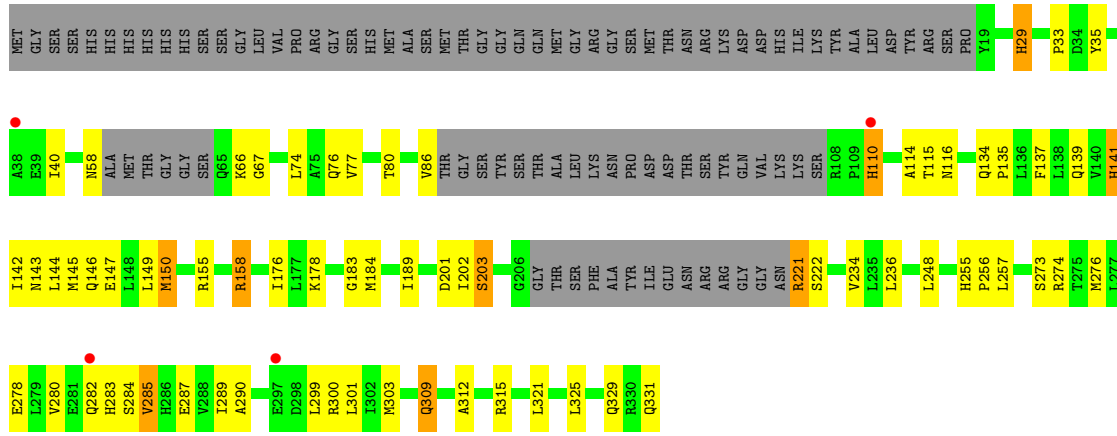 MET GLY SER SER HIS HIS HIS HIS HIS HIS SER SER GLY LEU VAL PRO ARG GLY SER HIS MET ALA SER MET THR GLY GLY GLN GLN MET GLY ARG GLY SER MET THR ASN ARG LYS ASP ASP HIS ILE LYS TYR ALA LEU ASP TYR ARG SER PRO Y19 H29 P33 D34 Y35
A38 E39 I40 N58 ALA MET THR GLY GLY SER Q65 K66 G67 L74 A75 Q76 V77 T80 V86 THR GLY SER TYR SER THR ALA LEU LYS ASN PRO ASP ASP THR SER TYR GLN VAL LYS LYS SER R108 P109 H110 A114 T115 N116 Q134 P135 L136 F137 L138 Q139 V140 H141
I142 N143 L144 M145 Q146 E147 L148 L149 M150 R155 R158 I176 L177 K178 G183 M184 I189 D201 I202 S203 G206 GLY THR SER PHE ALA TYR ILE GLU ASN ARG ARG GLY GLY ASN R221 S222 V234 L235 L236 L248 H255 P256 L257 S273 R274 T275 M276 L277
E278 L279 V280 E281 Q282 H283 S284 V285 H286 E287 V288 I289 A290 E297 D298 L299 R300 L301 I302 M303 Q309 A312 R315 L321 L325 Q329 R330 Q331